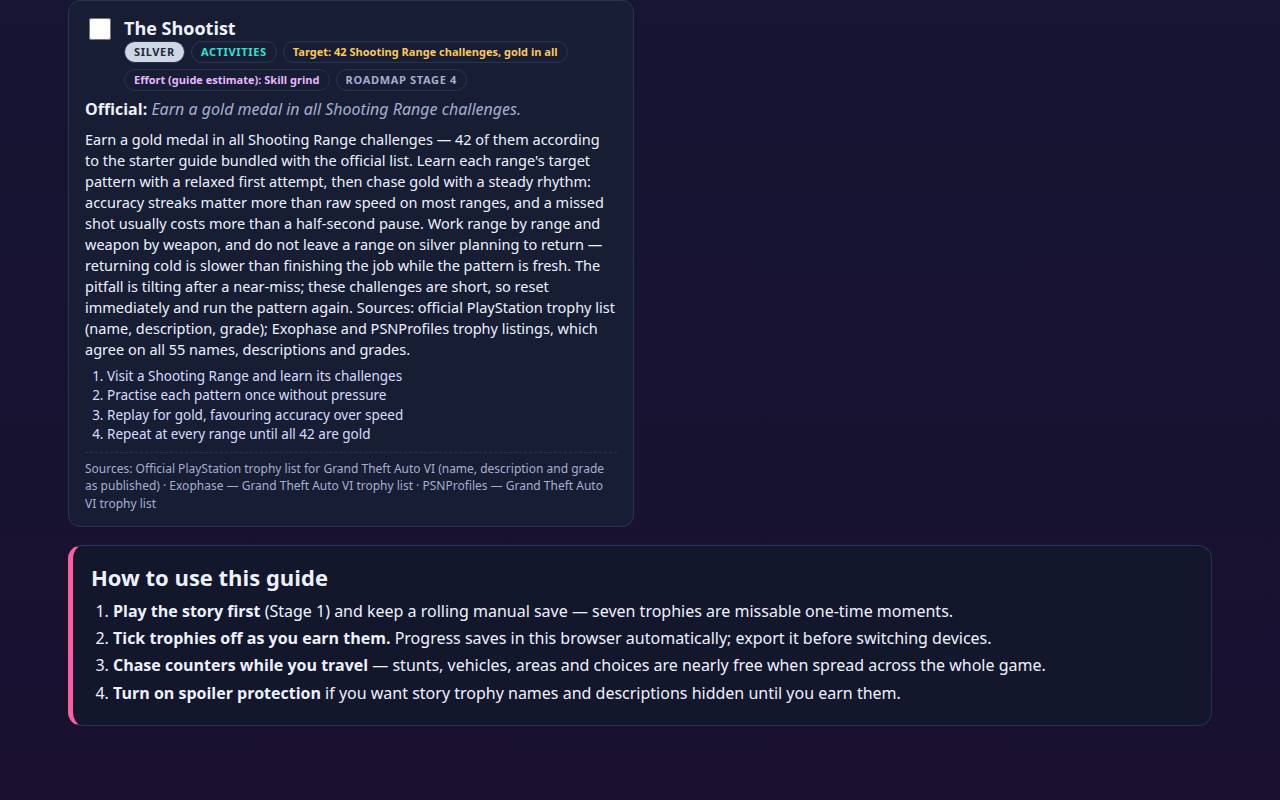 The Shootist
SILVER ACTIVITIES Target: 42 Shooting Range challenges, gold in all
Effort (guide estimate): Skill grind ROADMAP STAGE 4
Official: Earn a gold medal in all Shooting Range challenges.
Earn a gold medal in all Shooting Range challenges — 42 of them according
to the starter guide bundled with the official list. Learn each range's target
pattern with a relaxed first attempt, then chase gold with a steady rhythm:
accuracy streaks matter more than raw speed on most ranges, and a missed
shot usually costs more than a half-second pause. Work range by range and
weapon by weapon, and do not leave a range on silver planning to return —
returning cold is slower than finishing the job while the pattern is fresh. The
pitfall is tilting after a near-miss; these challenges are short, so reset
immediately and run the pattern again. Sources: official PlayStation trophy list
(name, description, grade); Exophase and PSNProfiles trophy listings, which
agree on all 55 names, descriptions and grades.
1. Visit a Shooting Range and learn its challenges
2. Practise each pattern once without pressure
3. Replay for gold, favouring accuracy over speed
4. Repeat at every range until all 42 are gold
Sources: Official PlayStation trophy list for Grand Theft Auto VI (name, description and grade
as published) · Exophase — Grand Theft Auto VI trophy list · PSNProfiles — Grand Theft Auto
VI trophy list
How to use this guide
1. Play the story first (Stage 1) and keep a rolling manual save — seven trophies are missable one-time moments.
2. Tick trophies off as you earn them. Progress saves in this browser automatically; export it before switching devices.
3. Chase counters while you travel — stunts, vehicles, areas and choices are nearly free when spread across the whole game.
4. Turn on spoiler protection if you want story trophy names and descriptions hidden until you earn them.